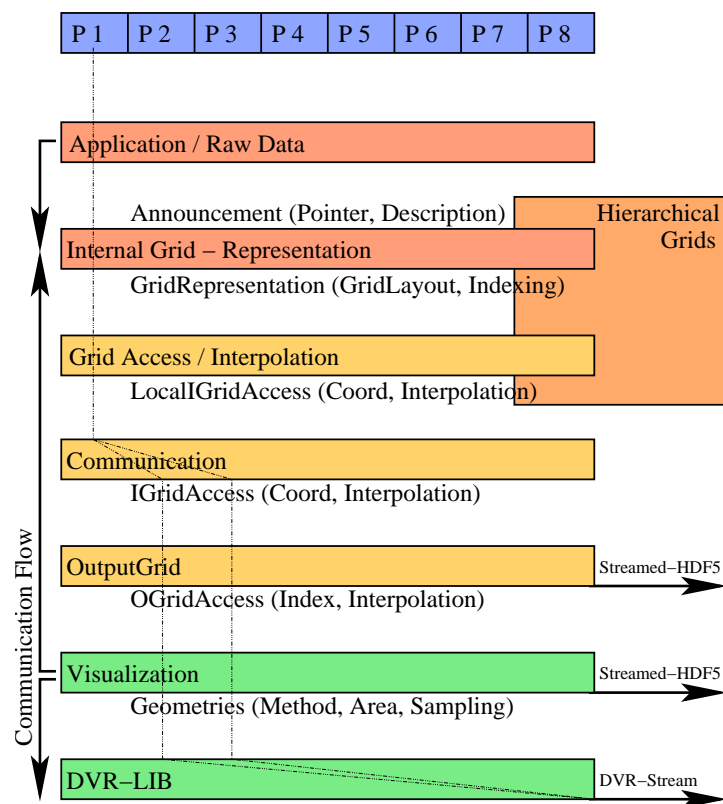 P 1 P 2 P 3 P 4 P 5 P 6 P 7 P 8
Application / Raw Data
Announcement (Pointer, Description)
Hierarchical
Grids
Internal Grid – Representation
GridRepresentation (GridLayout, Indexing)
Grid Access / Interpolation
LocalIGridAccess (Coord, Interpolation)
Communication
IGridAccess (Coord, Interpolation)
OutputGrid
Streamed–HDF5
OGridAccess (Index, Interpolation)
Communication Flow
Visualization
Streamed–HDF5
Geometries (Method, Area, Sampling)
DVR–LIB
DVR–Stream